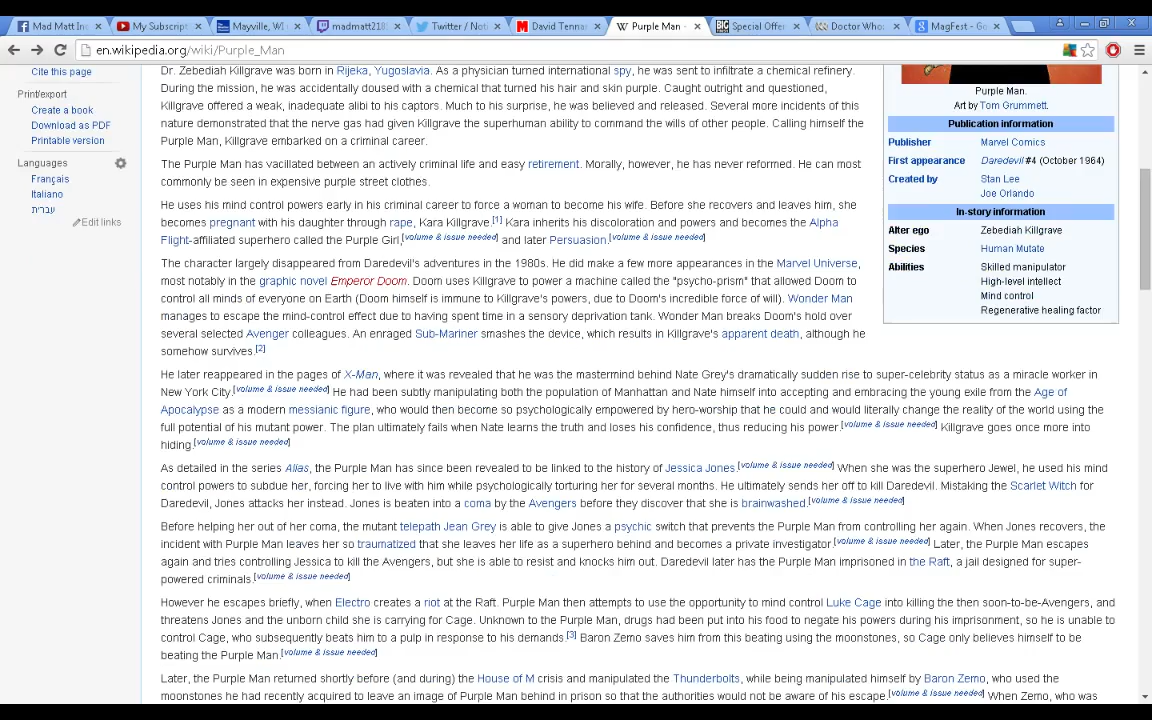 Mad Matt Inc
My Subscript
Mayville, WI
madmatt218
Twitter / Not
David Tennas
Purple Man -
Special Offer
Doctor Who:
MagFest - Go
en.wikipedia.org/wiki/Purple_Man
Cite this page
Print/export
Create a book
Download as PDF
Printable version
Languages
Français
Italiano
עברית
Edit links
Dr. Zebediah Killgrave was born in Rijeka, Yugoslavia. As a physician turned international spy, he was sent to infiltrate a chemical refinery.
During the mission, he was accidentally doused with a chemical that turned his hair and skin purple. Caught outright and questioned,
Killgrave offered a weak, inadequate alibi to his captors. Much to his surprise, he was believed and released. Several more incidents of this
nature demonstrated that the nerve gas had given Killgrave the superhuman ability to command the wills of other people. Calling himself the
Purple Man, Killgrave embarked on a criminal career.
The Purple Man has vacillated between an actively criminal life and easy retirement. Morally, however, he has never reformed. He can most
commonly be seen in expensive purple street clothes.
He uses his mind control powers early in his criminal career to force a woman to become his wife. Before she recovers and leaves him, she
becomes pregnant with his daughter through rape, Kara Killgrave.[1] Kara inherits his discoloration and powers and becomes the Alpha
Flight-affiliated superhero called the Purple Girl,[volume & issue needed] and later Persuasion.[volume & issue needed]
The character largely disappeared from Daredevil's adventures in the 1980s. He did make a few more appearances in the Marvel Universe,
most notably in the graphic novel Emperor Doom. Doom uses Killgrave to power a machine called the "psycho-prism" that allowed Doom to
control all minds of everyone on Earth (Doom himself is immune to Killgrave's powers, due to Doom's incredible force of will). Wonder Man
manages to escape the mind-control effect due to having spent time in a sensory deprivation tank. Wonder Man breaks Doom's hold over
several selected Avenger colleagues. An enraged Sub-Mariner smashes the device, which results in Killgrave's apparent death, although he
somehow survives.[2]
He later reappeared in the pages of X-Man, where it was revealed that he was the mastermind behind Nate Grey's dramatically sudden rise to super-celebrity status as a miracle worker in
New York City.[volume & issue needed] He had been subtly manipulating both the population of Manhattan and Nate himself into accepting and embracing the young exile from the Age of
Apocalypse as a modern messianic figure, who would then become so psychologically empowered by hero-worship that he could and would literally change the reality of the world using the
full potential of his mutant power. The plan ultimately fails when Nate learns the truth and loses his confidence, thus reducing his power.[volume & issue needed] Killgrave goes once more into
hiding.[volume & issue needed]
As detailed in the series Alias, the Purple Man has since been revealed to be linked to the history of Jessica Jones.[volume & issue needed] When she was the superhero Jewel, he used his mind
control powers to subdue her, forcing her to live with him while psychologically torturing her for several months. He ultimately sends her off to kill Daredevil. Mistaking the Scarlet Witch for
Daredevil, Jones attacks her instead. Jones is beaten into a coma by the Avengers before they discover that she is brainwashed.[volume & issue needed]
Before helping her out of her coma, the mutant telepath Jean Grey is able to give Jones a psychic switch that prevents the Purple Man from controlling her again. When Jones recovers, the
incident with Purple Man leaves her so traumatized that she leaves her life as a superhero behind and becomes a private investigator.[volume & issue needed] Later, the Purple Man escapes
again and tries controlling Jessica to kill the Avengers, but she is able to resist and knocks him out. Daredevil later has the Purple Man imprisoned in the Raft, a jail designed for super-
powered criminals.[volume & issue needed]
However he escapes briefly, when Electro creates a riot at the Raft. Purple Man then attempts to use the opportunity to mind control Luke Cage into killing the then soon-to-be-Avengers, and
threatens Jones and the unborn child she is carrying for Cage. Unknown to the Purple Man, drugs had been put into his food to negate his powers during his imprisonment, so he is unable to
control Cage, who subsequently beats him to a pulp in response to his demands.[3] Baron Zemo saves him from this beating using the moonstones, so Cage only believes himself to be
beating the Purple Man.[volume & issue needed]
Later, the Purple Man returned shortly before (and during) the House of M crisis and manipulated the Thunderbolts, while being manipulated himself by Baron Zemo, who used the
moonstones he had recently acquired to leave an image of Purple Man behind in prison so that the authorities would not be aware of his escape.[volume & issue needed] When Zemo, who was
Purple Man.
Art by Tom Grummett.
Publication information
Publisher Marvel Comics
First appearance Daredevil #4 (October 1964)
Created by Stan Lee
Joe Orlando
In-story information
Alter ego Zebediah Killgrave
Species Human Mutate
Abilities Skilled manipulator
High-level intellect
Mind control
Regenerative healing factor